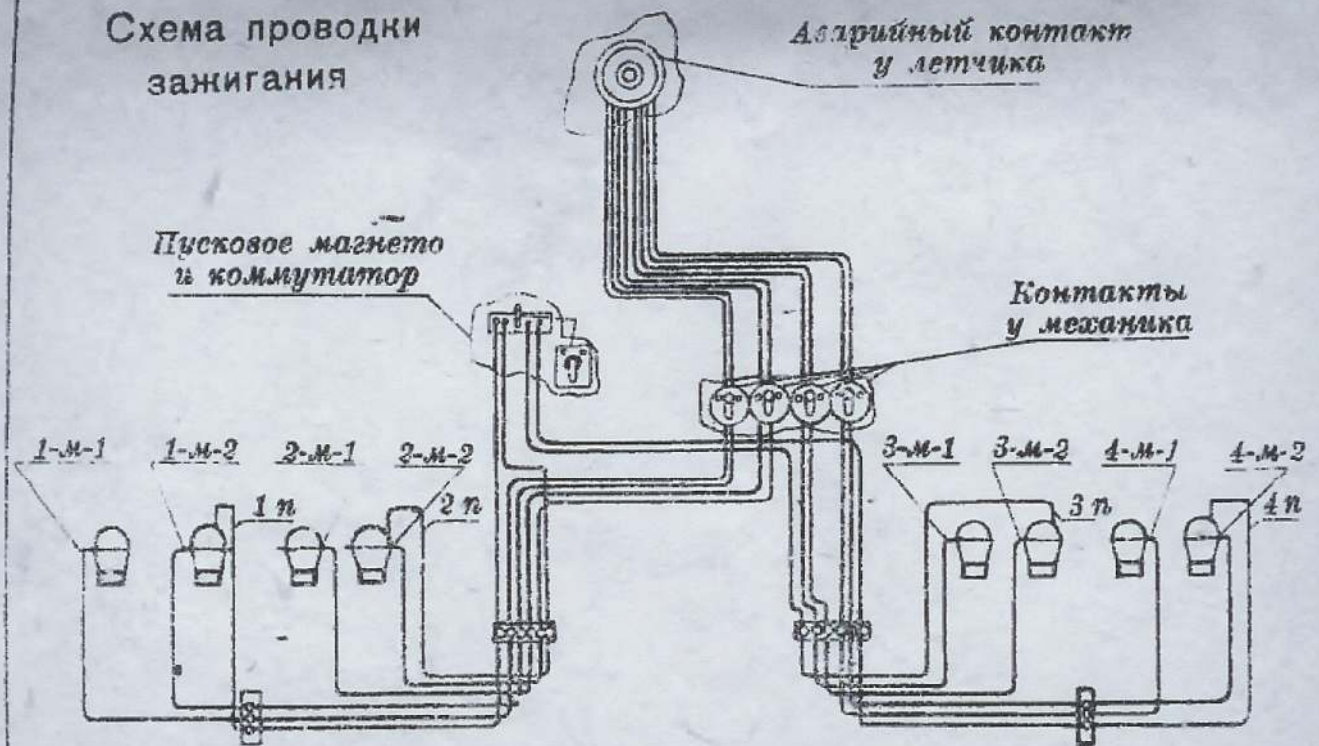 Схема проводки
зажигания
Аварийный контакт
у летчика
Пусковое магнето
и коммутатор
Контакты
у механика
1-м-1
1-м-2
2-м-1
2-м-2
3-м-1
3-м-2
4-м-1
4-м-2
1 п
2 п
3 п
4 п